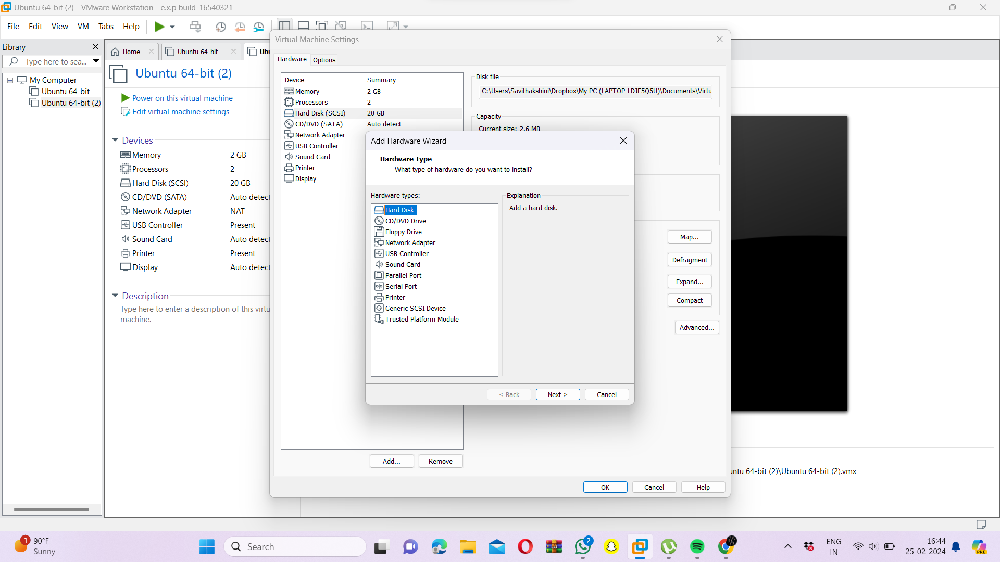 Ubuntu 64-bit (2) - VMware Workstation - e.x.p build-16540321
File Edit View VM Tabs Help
Library
Type here to sea...
My Computer
Ubuntu 64-bit
Ubuntu 64-bit (2)
Home
Ubuntu 64-bit
Ubuntu 64-bit (2)
Power on this virtual machine
Edit virtual machine settings
Devices
Memory 2 GB
Processors 2
Hard Disk (SCSI) 20 GB
CD/DVD (SATA) Auto detect
Network Adapter NAT
USB Controller Present
Sound Card Auto detect
Printer Present
Display Auto detect
Description
Type here to enter a description of this virtu
machine.
Virtual Machine Settings
Hardware Options
Device Summary
Memory 2 GB
Processors 2
Hard Disk (SCSI) 20 GB
CD/DVD (SATA) Auto detect
Network Adapter
USB Controller
Sound Card
Printer
Display
Add... Remove
Disk file
C:\Users\Savithakshini\Dropbox\My PC (LAPTOP-LDJE5Q5U)\Documents\Virtu
Capacity
Current size: 2.6 MB
Map...
Defragment
Expand...
Compact
Advanced...
OK Cancel Help
Add Hardware Wizard
Hardware Type
What type of hardware do you want to install?
Hardware types:
Hard Disk
CD/DVD Drive
Floppy Drive
Network Adapter
USB Controller
Sound Card
Parallel Port
Serial Port
Printer
Generic SCSI Device
Trusted Platform Module
Explanation
Add a hard disk.
< Back Next > Cancel
untu 64-bit (2)\Ubuntu 64-bit (2).vmx
1
90°F
Sunny
Search
2
ENG
IN
16:44
25-02-2024
PRE